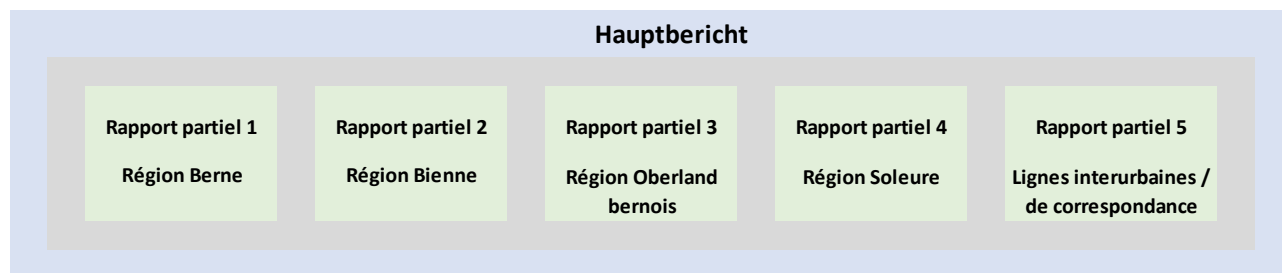 Hauptbericht
Rapport partiel 1
Région Berne
Rapport partiel 2
Région Bienne
Rapport partiel 3
Région Oberland
bernois
Rapport partiel 4
Région Soleure
Rapport partiel 5
Lignes interurbaines /
de correspondance